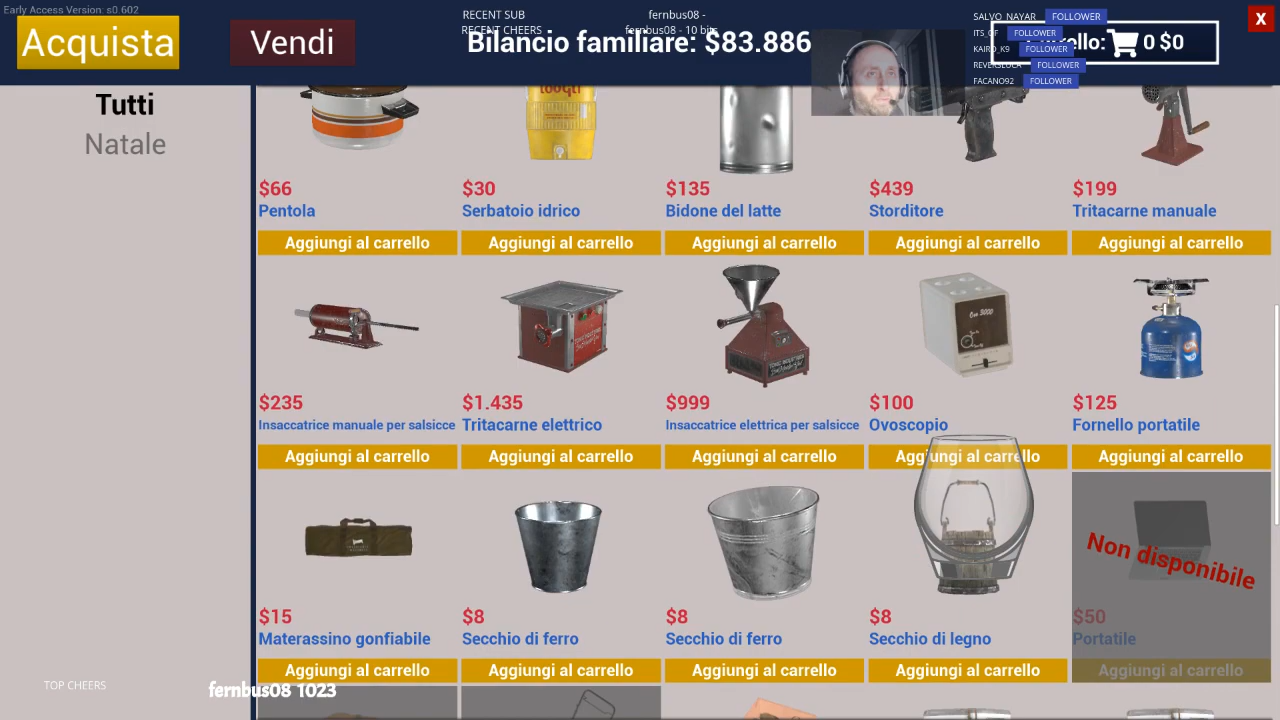 Early Access Version: s0.602
RECENT SUB
fernbus08 -
RECENT CHEERS
fernbus08 - 10 bits
SALVO_NAYAR FOLLOWER
FOLLOWER
KAIRO_K9 FOLLOWER
FOLLOWER
FACANO92 FOLLOWER
X
Acquista
Vendi
Bilancio familiare: $83.886
0 $0
Tutti
Natale
$66
Pentola
Aggiungi al carrello
$30
Serbatoio idrico
Aggiungi al carrello
$135
Bidone del latte
Aggiungi al carrello
$439
Storditore
Aggiungi al carrello
$199
Tritacarne manuale
Aggiungi al carrello
$235
Insaccatrice manuale per salsicce
Aggiungi al carrello
$1.435
Tritacarne elettrico
Aggiungi al carrello
$999
Insaccatrice elettrica per salsicce
Aggiungi al carrello
$100
Ovoscopio
Aggiungi al carrello
$125
Fornello portatile
Aggiungi al carrello
$15
Materassino gonfiabile
Aggiungi al carrello
$8
Secchio di ferro
Aggiungi al carrello
$8
Secchio di ferro
Aggiungi al carrello
$8
Secchio di legno
Aggiungi al carrello
Non disponibile
$50
Portatile
Aggiungi al carrello
TOP CHEERS
fernbus08 1023